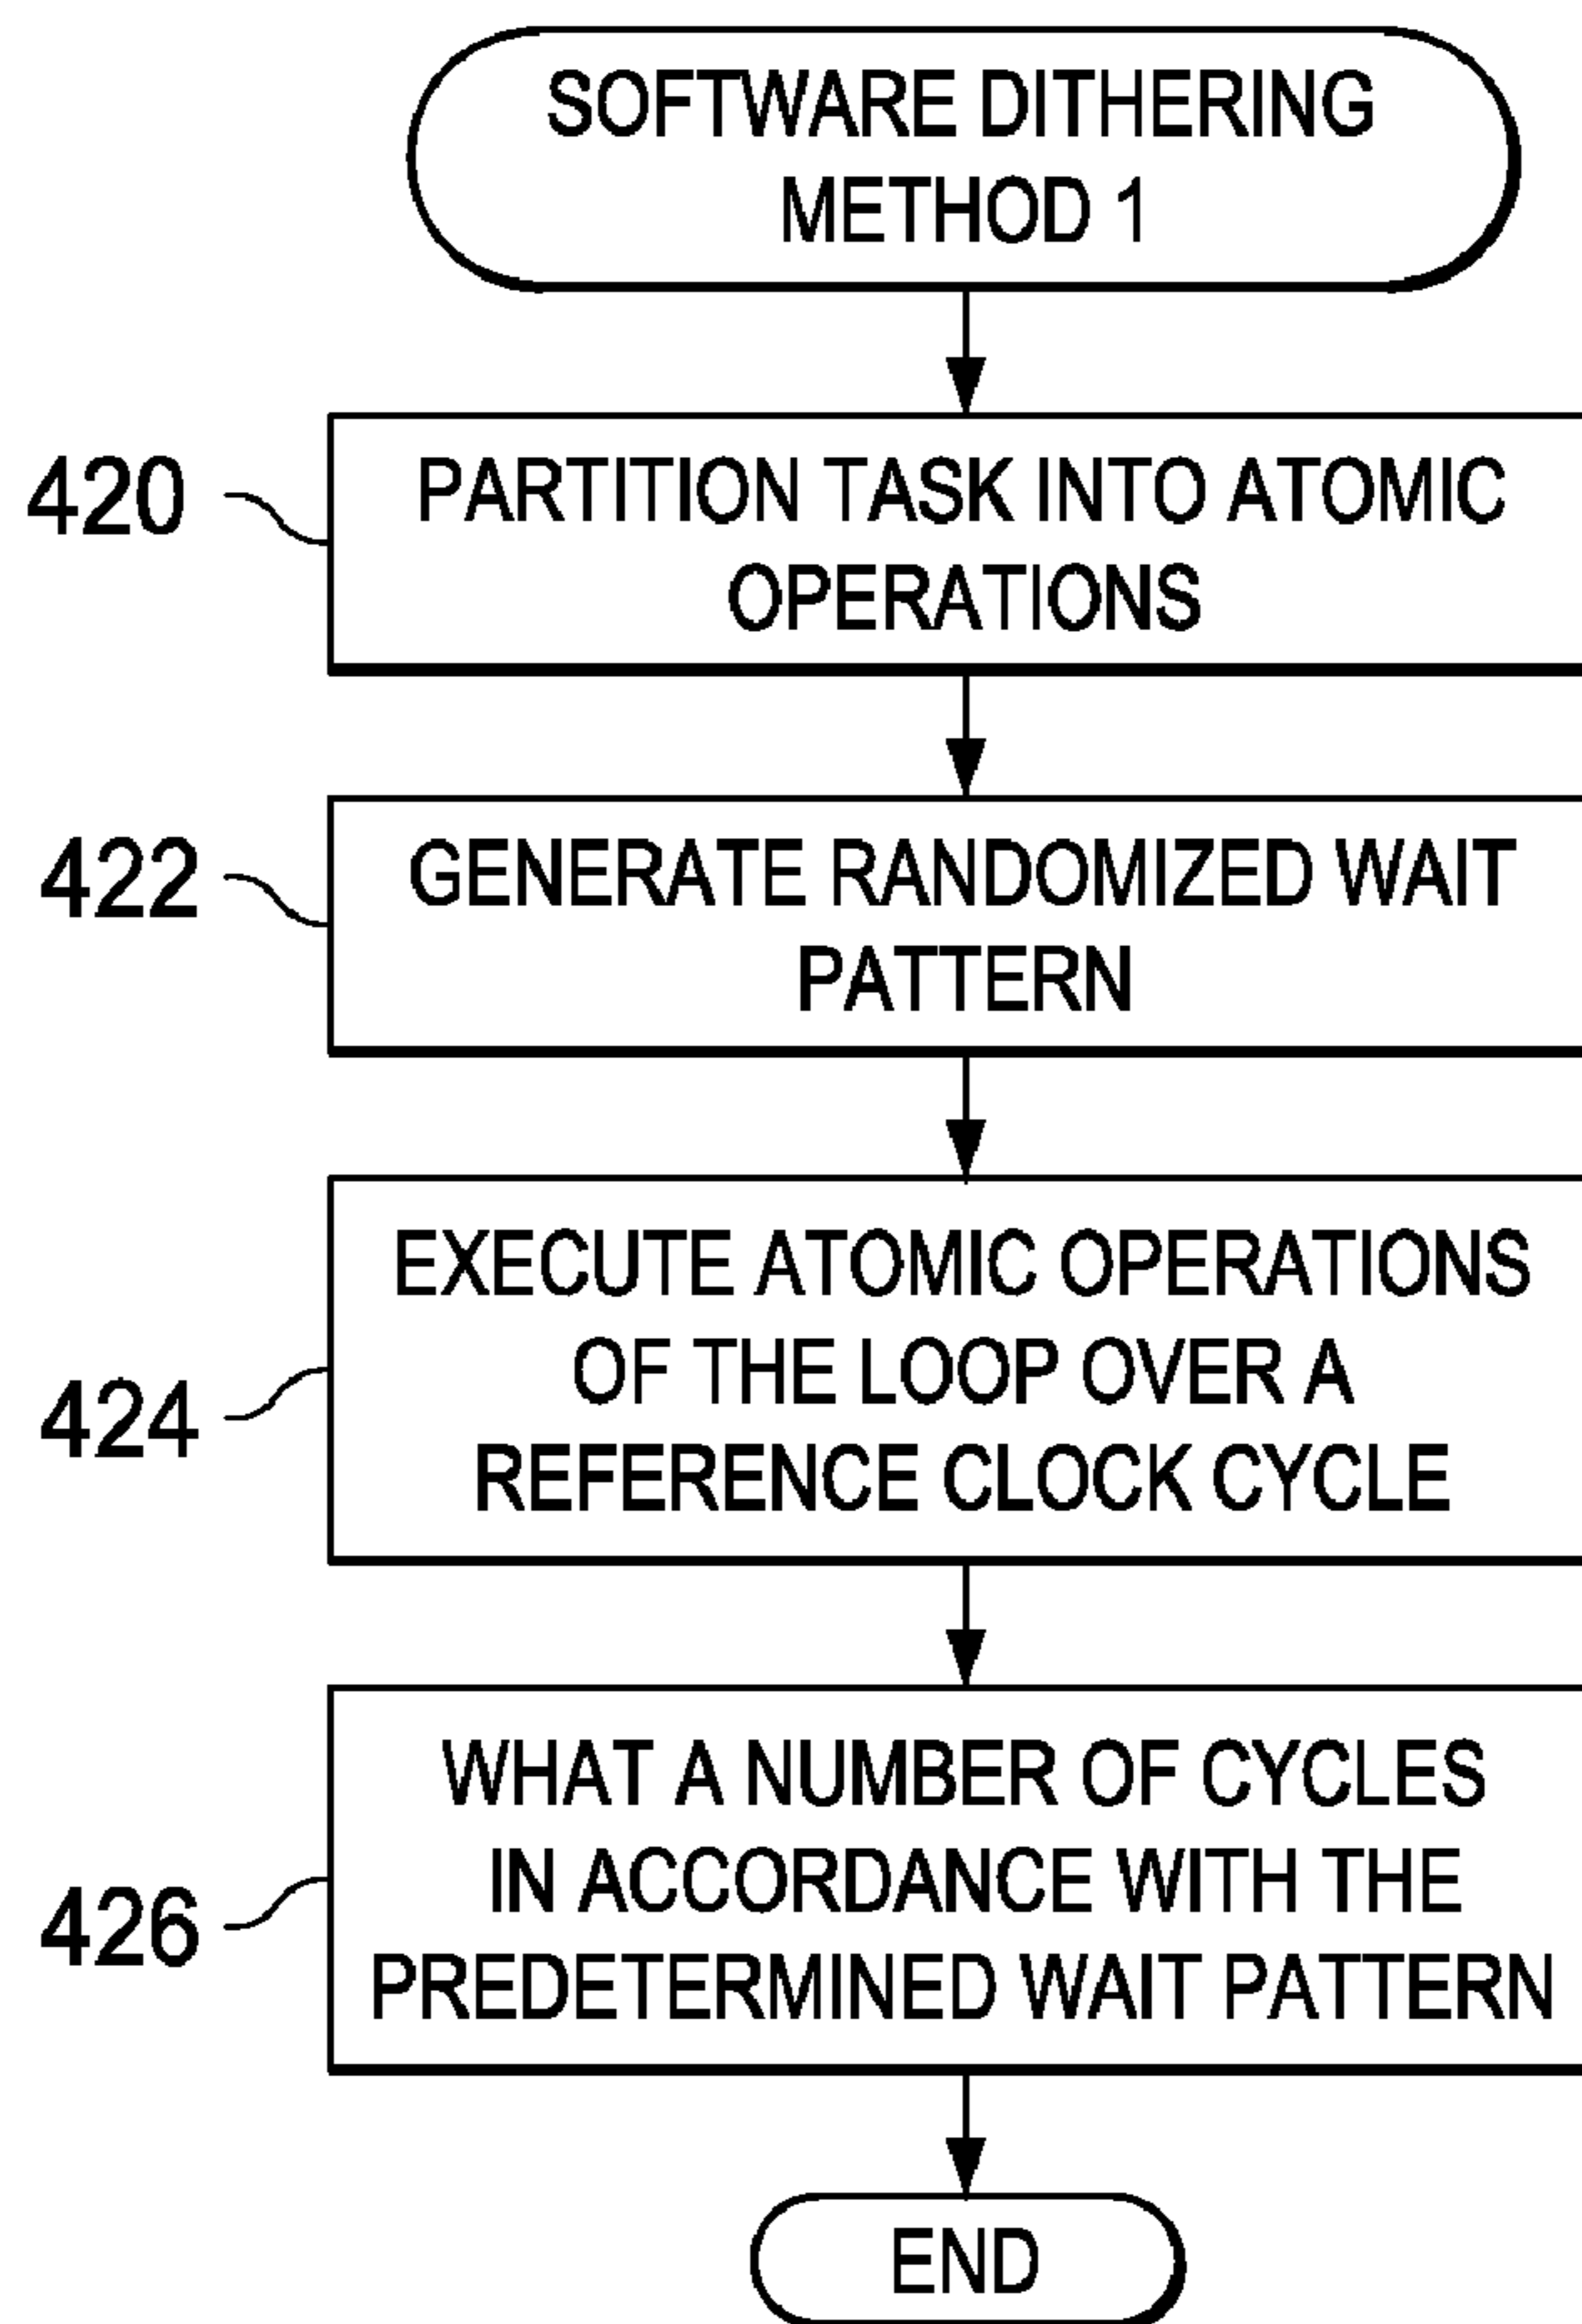 SOFTWARE DITHERING
METHOD 1
420
PARTITION TASK INTO ATOMIC
OPERATIONS
422
GENERATE RANDOMIZED WAIT
PATTERN
424
EXECUTE ATOMIC OPERATIONS
OF THE LOOP OVER A
REFERENCE CLOCK CYCLE
426
WHAT A NUMBER OF CYCLES
IN ACCORDANCE WITH THE
PREDETERMINED WAIT PATTERN
END